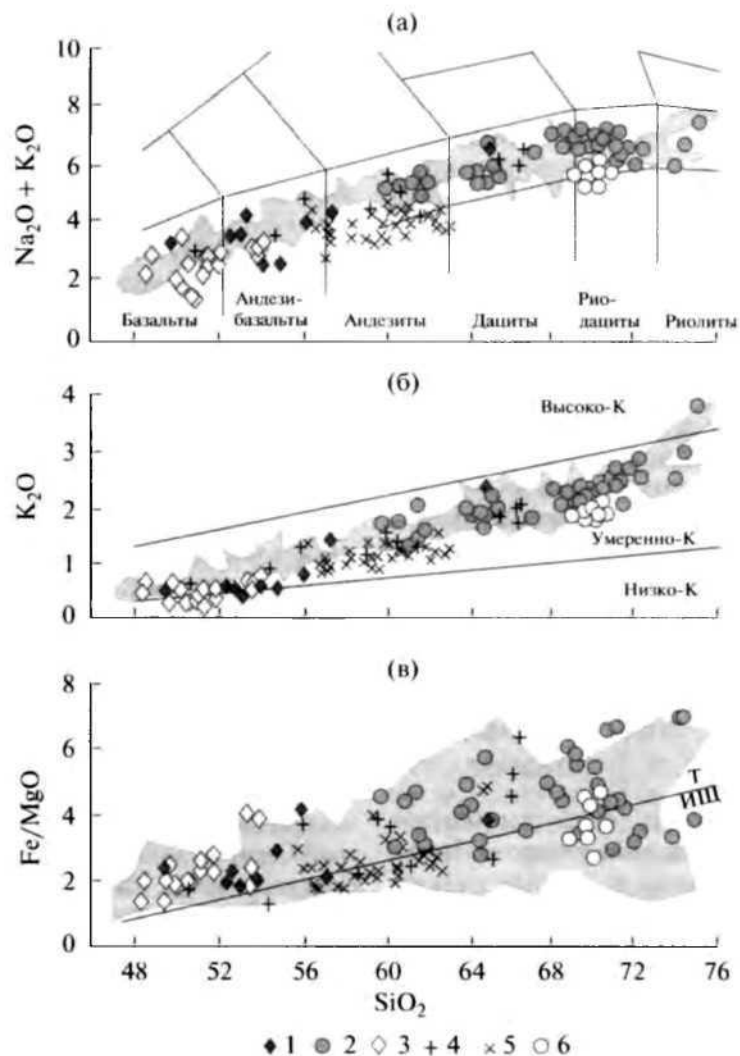 (а)
Na₂O + K₂O
10
8
6
4
2
0
Базальты
Андези-
базальты
Андезиты
Дациты
Рио-
дациты
Риолиты
(б)
K₂O
4
3
2
1
0
Высоко-К
Умеренно-К
Низко-К
(в)
Fe/MgO
8
6
4
2
0
Т
ИЩ
48 52 56 60 64 68 72 76
SiO₂
1 2 3 4 5 6